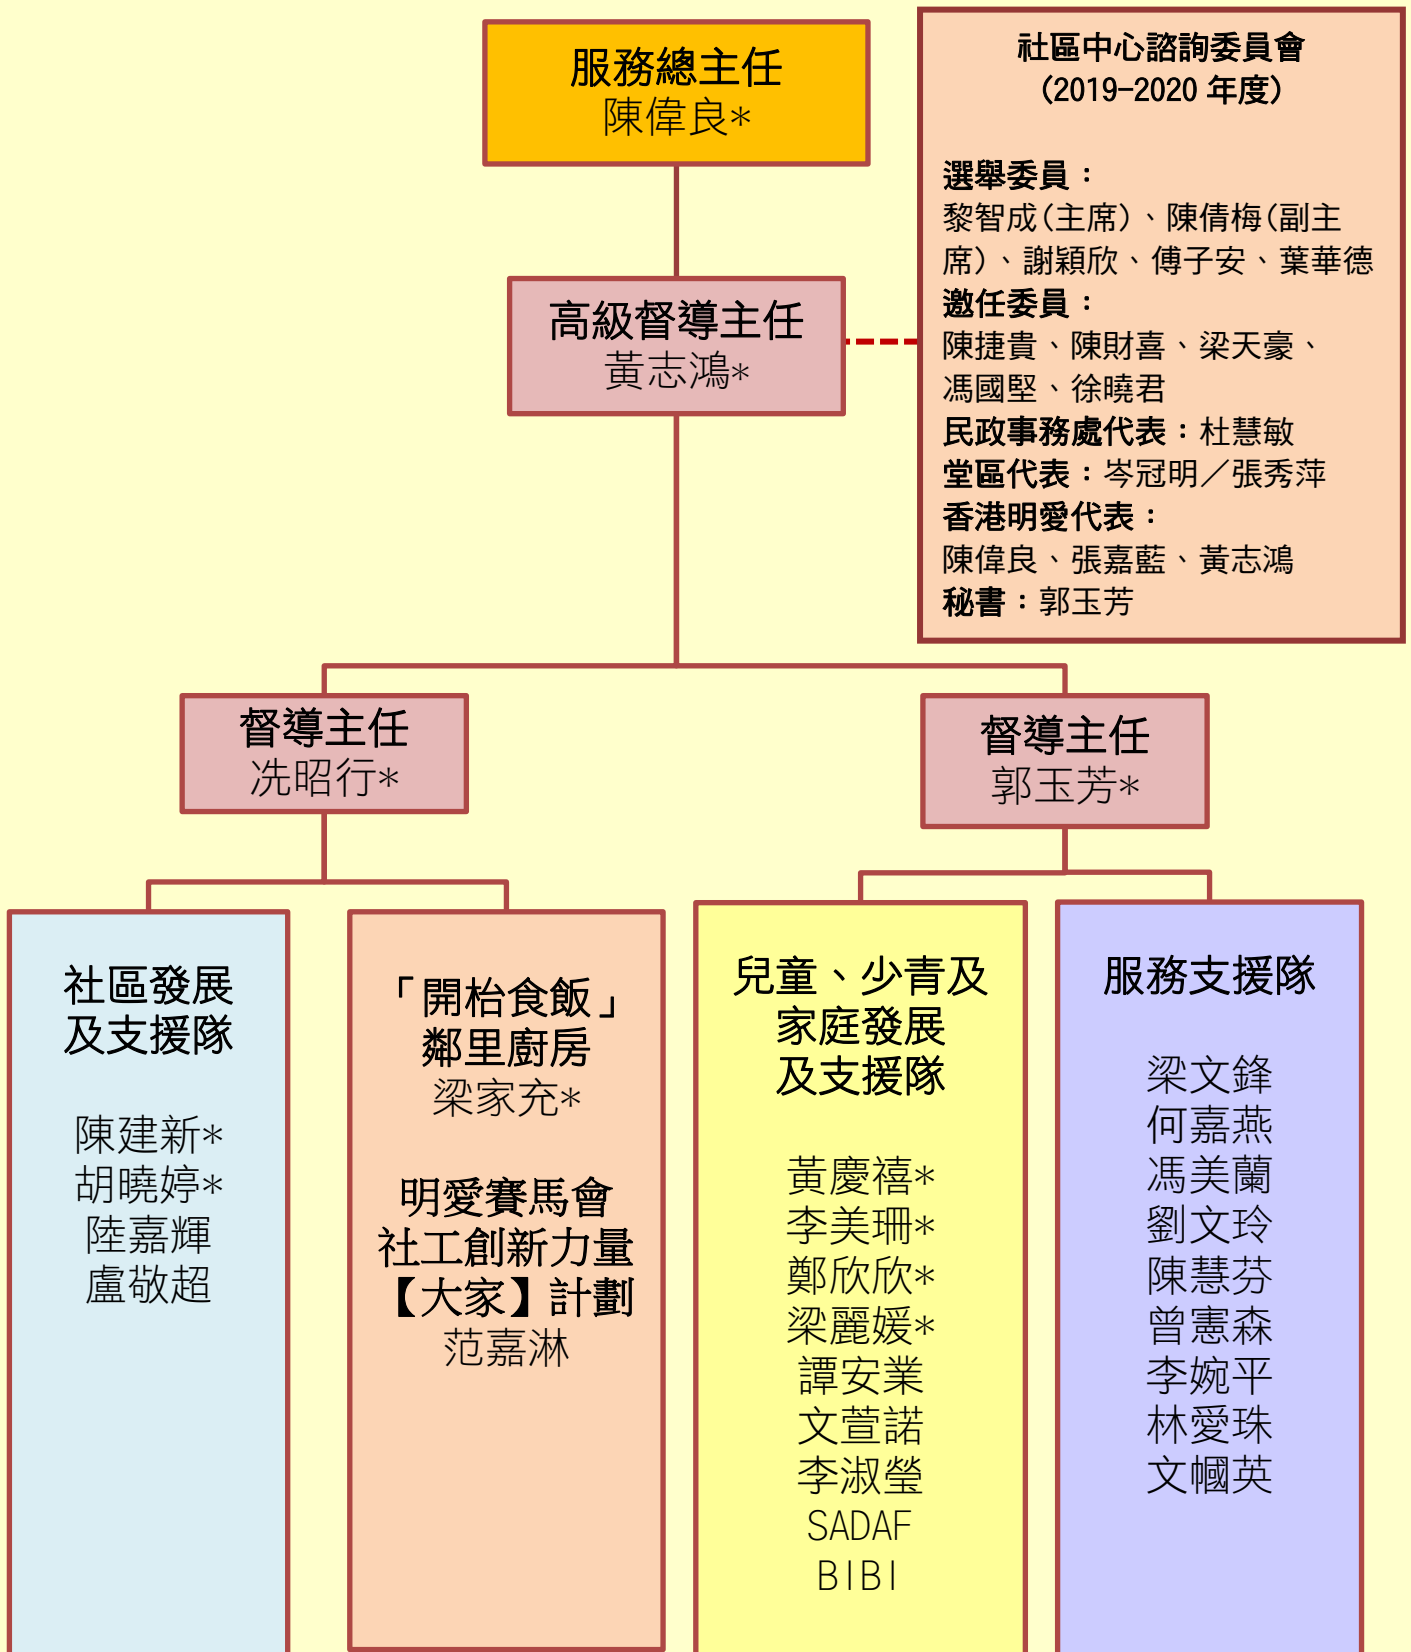 服務總主任
陳偉良*
社區中心諮詢委員會
(2019-2020 年度)
選舉委員：
黎智成(主席)、陳倩梅(副主
席)、謝穎欣、傅子安、葉華德
邀任委員：
陳捷貴、陳財喜、梁天豪、
馮國堅、徐曉君
民政事務處代表：杜慧敏
堂區代表：岑冠明／張秀萍
香港明愛代表：
陳偉良、張嘉藍、黃志鴻
秘書：郭玉芳
高級督導主任
黃志鴻*
督導主任
冼昭行*
督導主任
郭玉芳*
社區發展
及支援隊
陳建新*
胡曉婷*
陸嘉輝
盧敬超
「開枱食飯」
鄰里廚房
梁家充*
明愛賽馬會
社工創新力量
【大家】計劃
范嘉淋
兒童、少青及
家庭發展
及支援隊
黃慶禧*
李美珊*
鄭欣欣*
梁麗媛*
譚安業
文萱諾
李淑瑩
SADAF
BIBI
服務支援隊
梁文鋒
何嘉燕
馮美蘭
劉文玲
陳慧芬
曾憲森
李婉平
林愛珠
文幗英